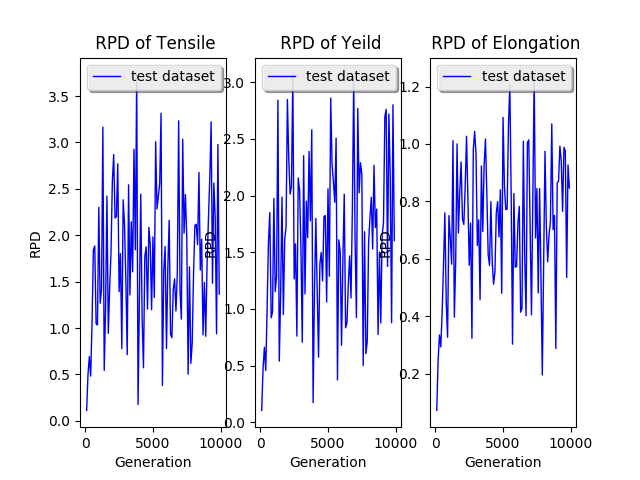 RPD of Tensile
test dataset
RPD
3.5
3.0
2.5
2.0
1.5
1.0
0.5
0.0
0
5000
10000
Generation
RPD of Yeild
test dataset
RPD
3.0
2.5
2.0
1.5
1.0
0.5
0.0
0
5000
10000
Generation
RPD of Elongation
test dataset
RPD
1.2
1.0
0.8
0.6
0.4
0.2
0
5000
10000
Generation